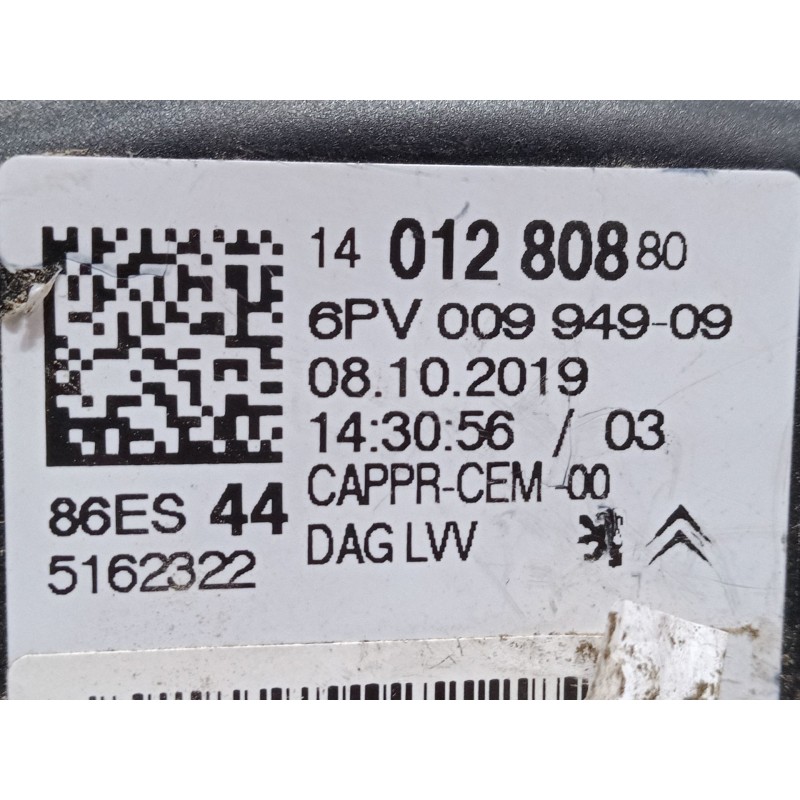 14 012 808 80
6PV 009 949-09
08.10.2019
14:30:56 / 03
CAPPR-CEM-00
DAG LVV
86ES 44
5162322